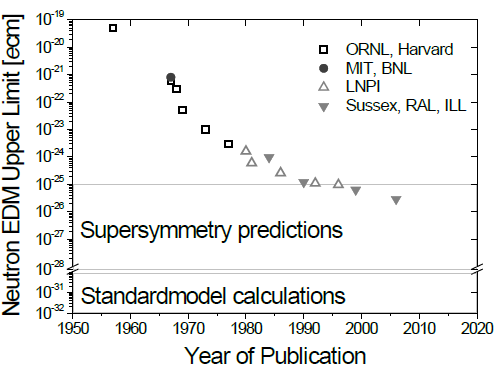 Neutron EDM Upper Limit [ecm]
10⁻¹⁹
10⁻²⁰
10⁻²¹
10⁻²²
10⁻²³
10⁻²⁴
10⁻²⁵
10⁻²⁶
10⁻²⁷
10⁻²⁸
10⁻³¹
10⁻³²
ORNL, Harvard
MIT, BNL
LNPI
Sussex, RAL, ILL
Supersymmetry predictions
Standardmodel calculations
1950 1960 1970 1980 1990 2000 2010 2020
Year of Publication